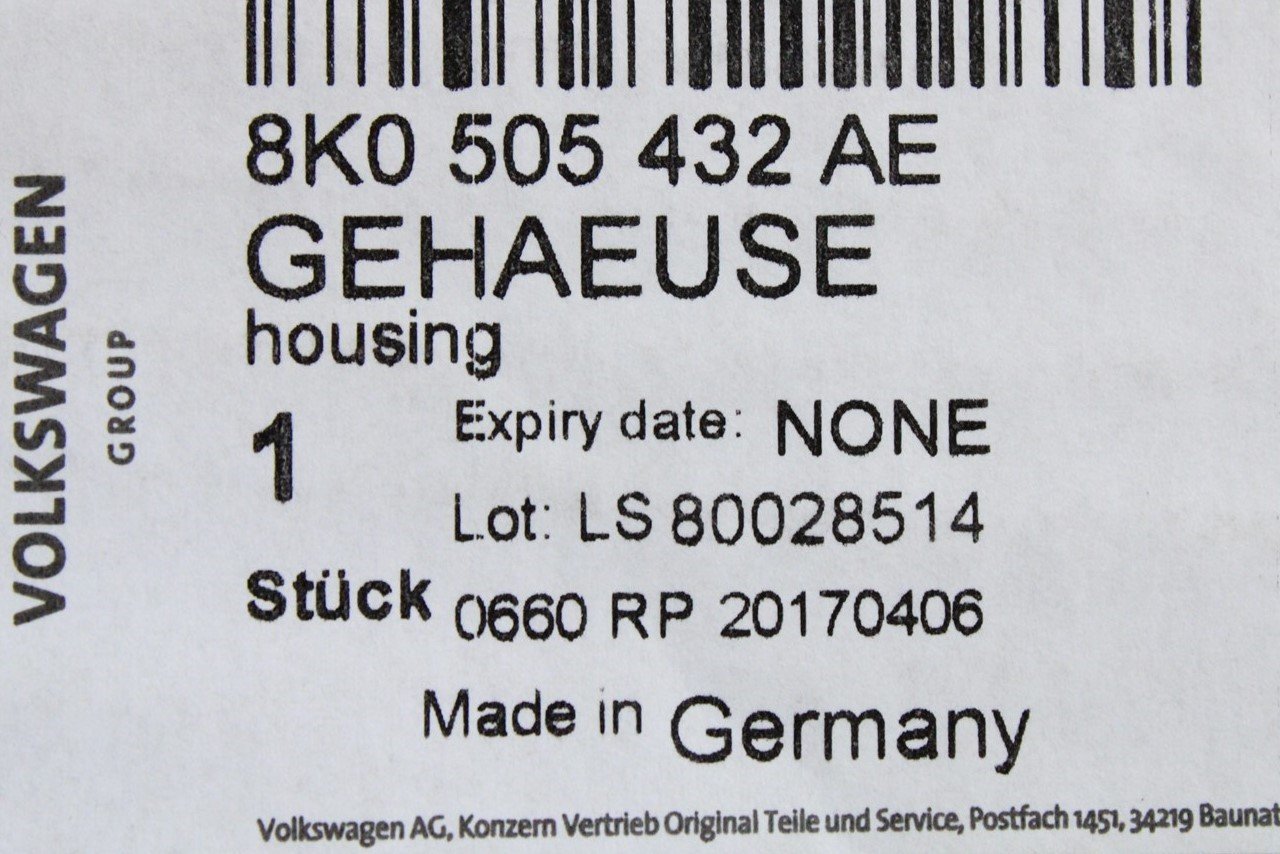 8K0 505 432 AE
GEHAEUSE
housing
1
Expiry date: NONE
Lot: LS 80028514
Stück
0660 RP 20170406
Made in Germany
Volkswagen AG, Konzern Vertrieb Original Teile und Service, Postfach 1451, 34219 Baunat
VOLKSWAGEN
GROUP